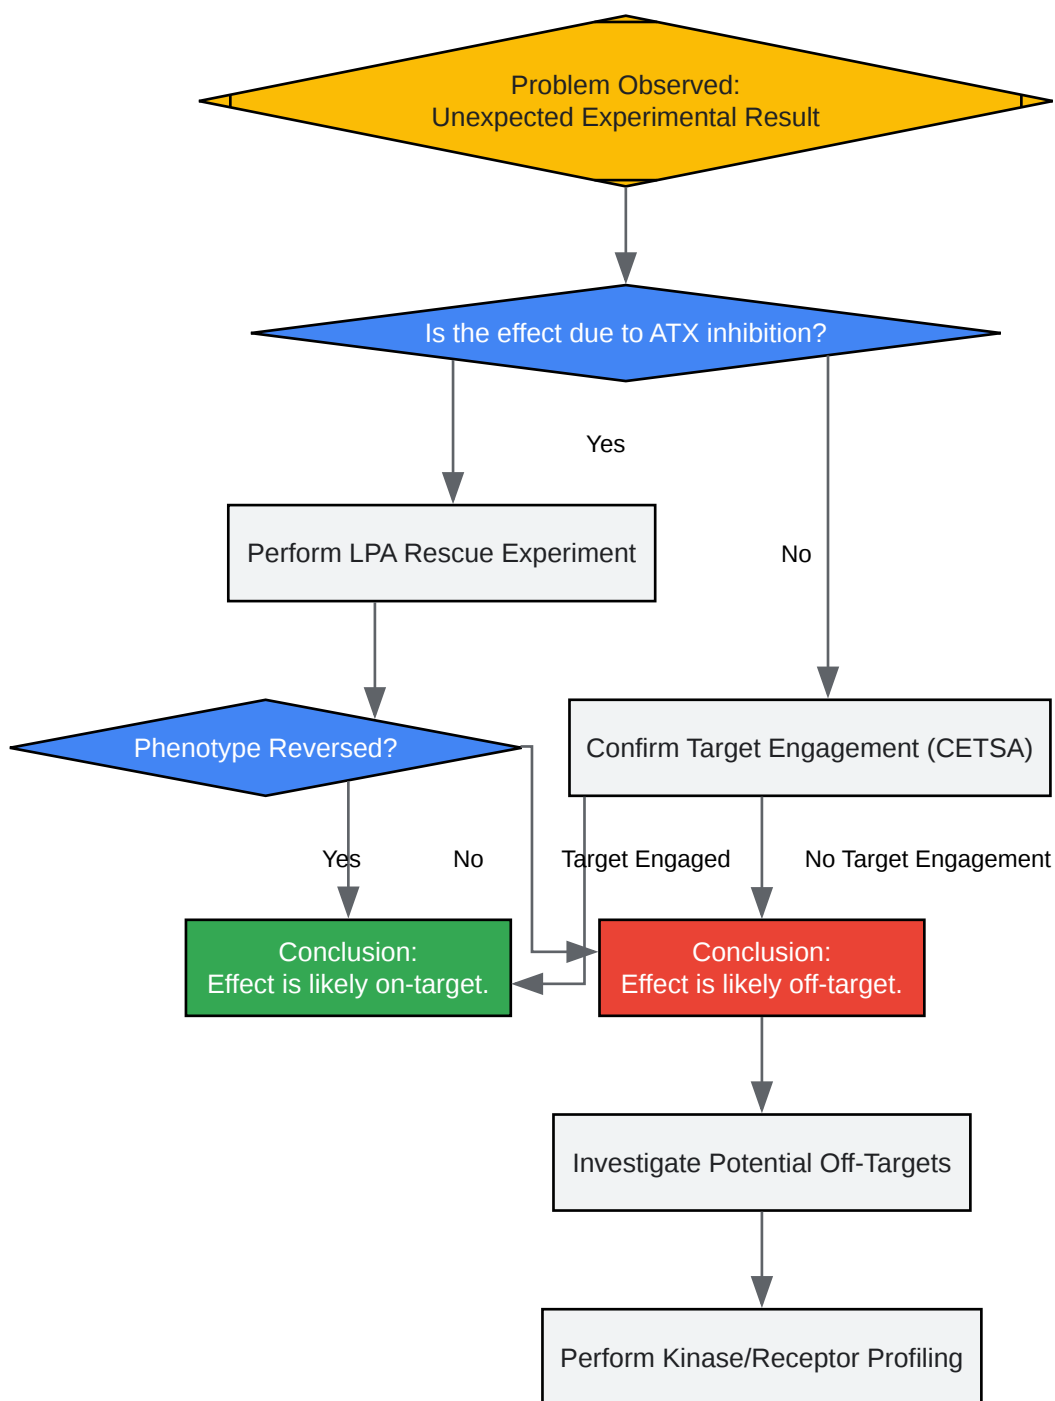 Problem Observed:
Unexpected Experimental Result
Is the effect due to ATX inhibition?
Yes
Perform LPA Rescue Experiment
No
Phenotype Reversed?
Confirm Target Engagement (CETSA)
Yes
No
Target Engaged
No Target Engagement
Conclusion:
Effect is likely on-target.
Conclusion:
Effect is likely off-target.
Investigate Potential Off-Targets
Perform Kinase/Receptor Profiling